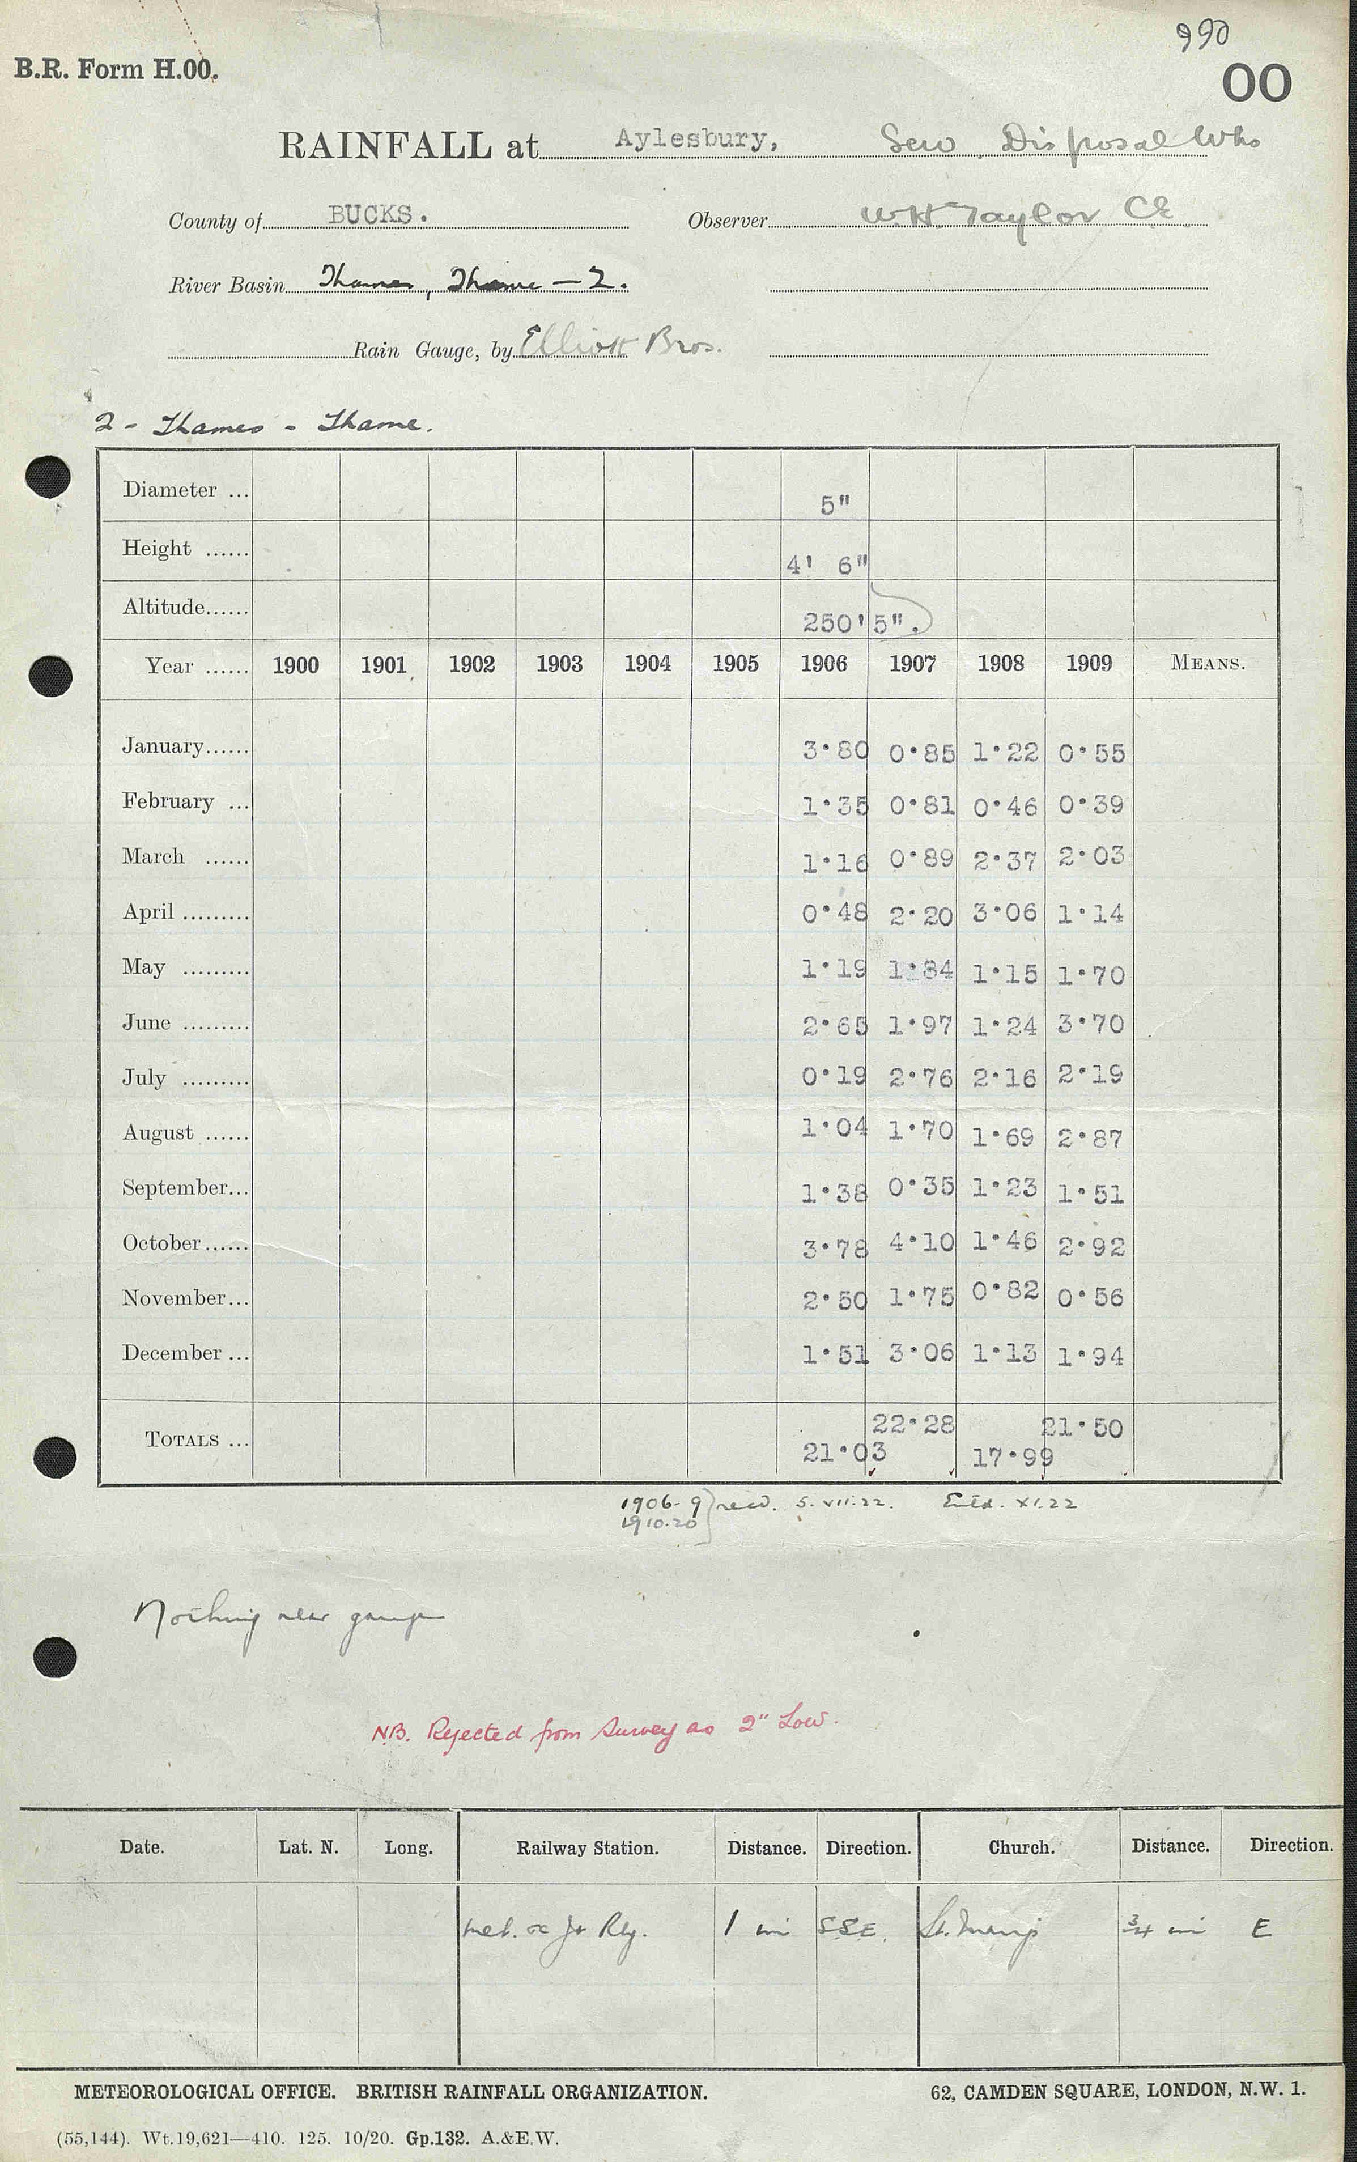 990
B.R. Form H.00.
00
RAINFALL at Aylesbury, Sew Disposal Wks
County of BUCKS. Observer W H Taylor CE
River Basin Thames, Thame — 2.
Rain Gauge, by Elliott Bros.
2 - Thames - Thame.
Diameter ... 5"
Height ...... 4' 6"
Altitude...... 250' 5".
Year ...... 1900 1901 1902 1903 1904 1905 1906 1907 1908 1909 MEANS.
January...... 3·80 0·85 1·22 0·55
February ... 1·35 0·81 0·46 0·39
March ...... 1·16 0·89 2·37 2·03
April ......... 0·48 2·20 3·06 1·14
May ......... 1·19 1·84 1·15 1·70
June ......... 2·65 1·97 1·24 3·70
July ......... 0·19 2·76 2·16 2·19
August ...... 1·04 1·70 1·69 2·87
September... 1·38 0·35 1·23 1·51
October...... 3·78 4·10 1·46 2·92
November... 2·50 1·75 0·82 0·56
December ... 1·51 3·06 1·13 1·94
TOTALS ... 21·03 22·28 17·99 21·50
1906-9 } recd. 5.vii.22. Entd. XI.22
1910-20
Nothing near gauge
NB. Rejected from Survey as 2" Low.
Date. Lat. N. Long. Railway Station. Distance. Direction. Church. Distance. Direction.
Met. & Jt Rly. 1 mi SSE. St. Mary's ¾ mi E
METEOROLOGICAL OFFICE. BRITISH RAINFALL ORGANIZATION. 62, CAMDEN SQUARE, LONDON, N.W. 1.
(55,144). Wt.19,621—410. 125. 10/20. Gp.132. A.&E.W.